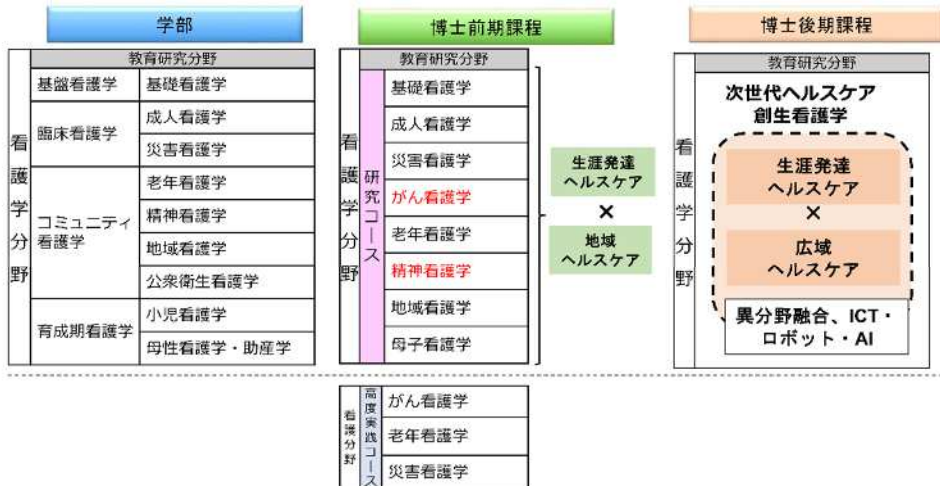 学部
教育研究分野
看護学分野
基盤看護学
基礎看護学
臨床看護学
成人看護学
災害看護学
コミュニティ
看護学
老年看護学
精神看護学
地域看護学
公衆衛生看護学
育成期看護学
小児看護学
母性看護学・助産学
博士前期課程
教育研究分野
看護学分野
研究コース
基礎看護学
成人看護学
災害看護学
がん看護学
老年看護学
精神看護学
地域看護学
母子看護学
生涯発達
ヘルスケア
×
地域
ヘルスケア
博士後期課程
教育研究分野
看護学分野
次世代ヘルスケア
創生看護学
生涯発達
ヘルスケア
×
広域
ヘルスケア
異分野融合、ICT・
ロボット・AI
看護分野
高度実践コース
がん看護学
老年看護学
災害看護学